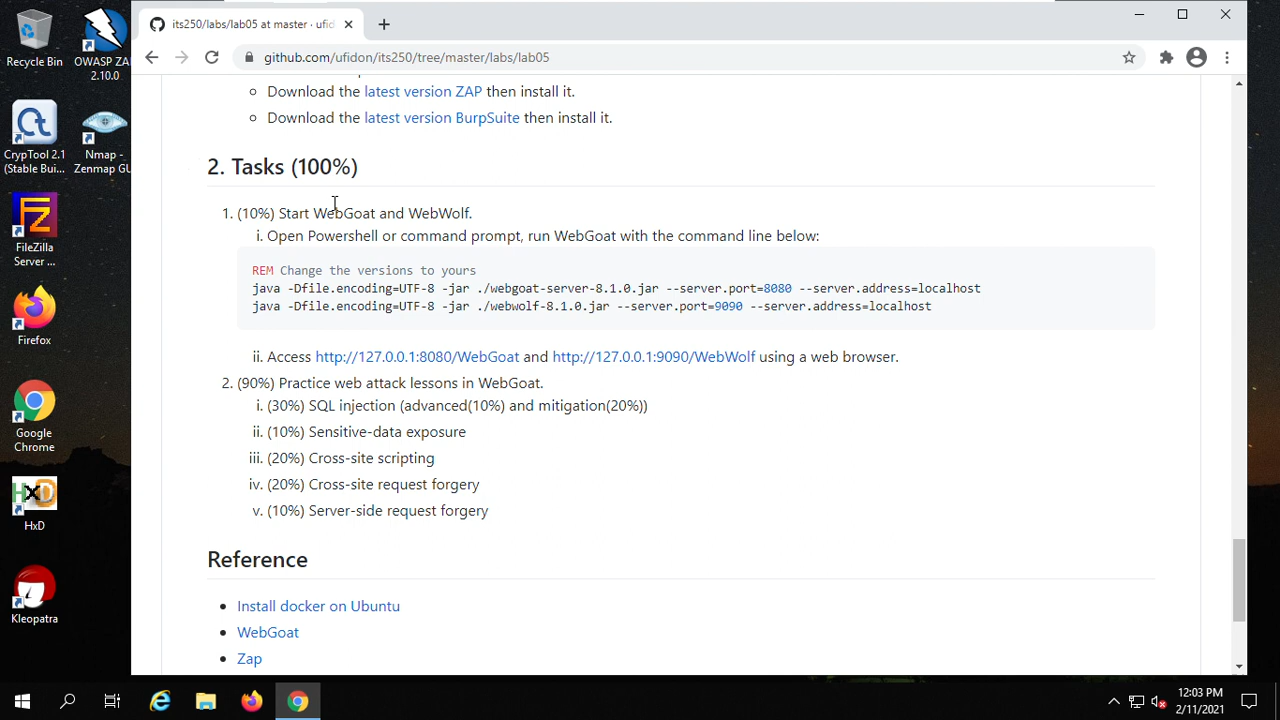 Recycle Bin
OWASP ZA
2.10.0
CrypTool 2.1
(Stable Bui...
Nmap -
Zenmap GU
FileZilla
Server ...
Firefox
Google
Chrome
HxD
Kleopatra
its250/labs/lab05 at master · ufid
github.com/ufidon/its250/tree/master/labs/lab05
Download the latest version ZAP then install it.
Download the latest version BurpSuite then install it.
2. Tasks (100%)
1. (10%) Start WebGoat and WebWolf.
i. Open Powershell or command prompt, run WebGoat with the command line below:
REM Change the versions to yours
java -Dfile.encoding=UTF-8 -jar ./webgoat-server-8.1.0.jar --server.port=8080 --server.address=localhost
java -Dfile.encoding=UTF-8 -jar ./webwolf-8.1.0.jar --server.port=9090 --server.address=localhost
ii. Access http://127.0.0.1:8080/WebGoat and http://127.0.0.1:9090/WebWolf using a web browser.
2. (90%) Practice web attack lessons in WebGoat.
i. (30%) SQL injection (advanced(10%) and mitigation(20%))
ii. (10%) Sensitive-data exposure
iii. (20%) Cross-site scripting
iv. (20%) Cross-site request forgery
v. (10%) Server-side request forgery
Reference
Install docker on Ubuntu
WebGoat
Zap
12:03 PM
2/11/2021